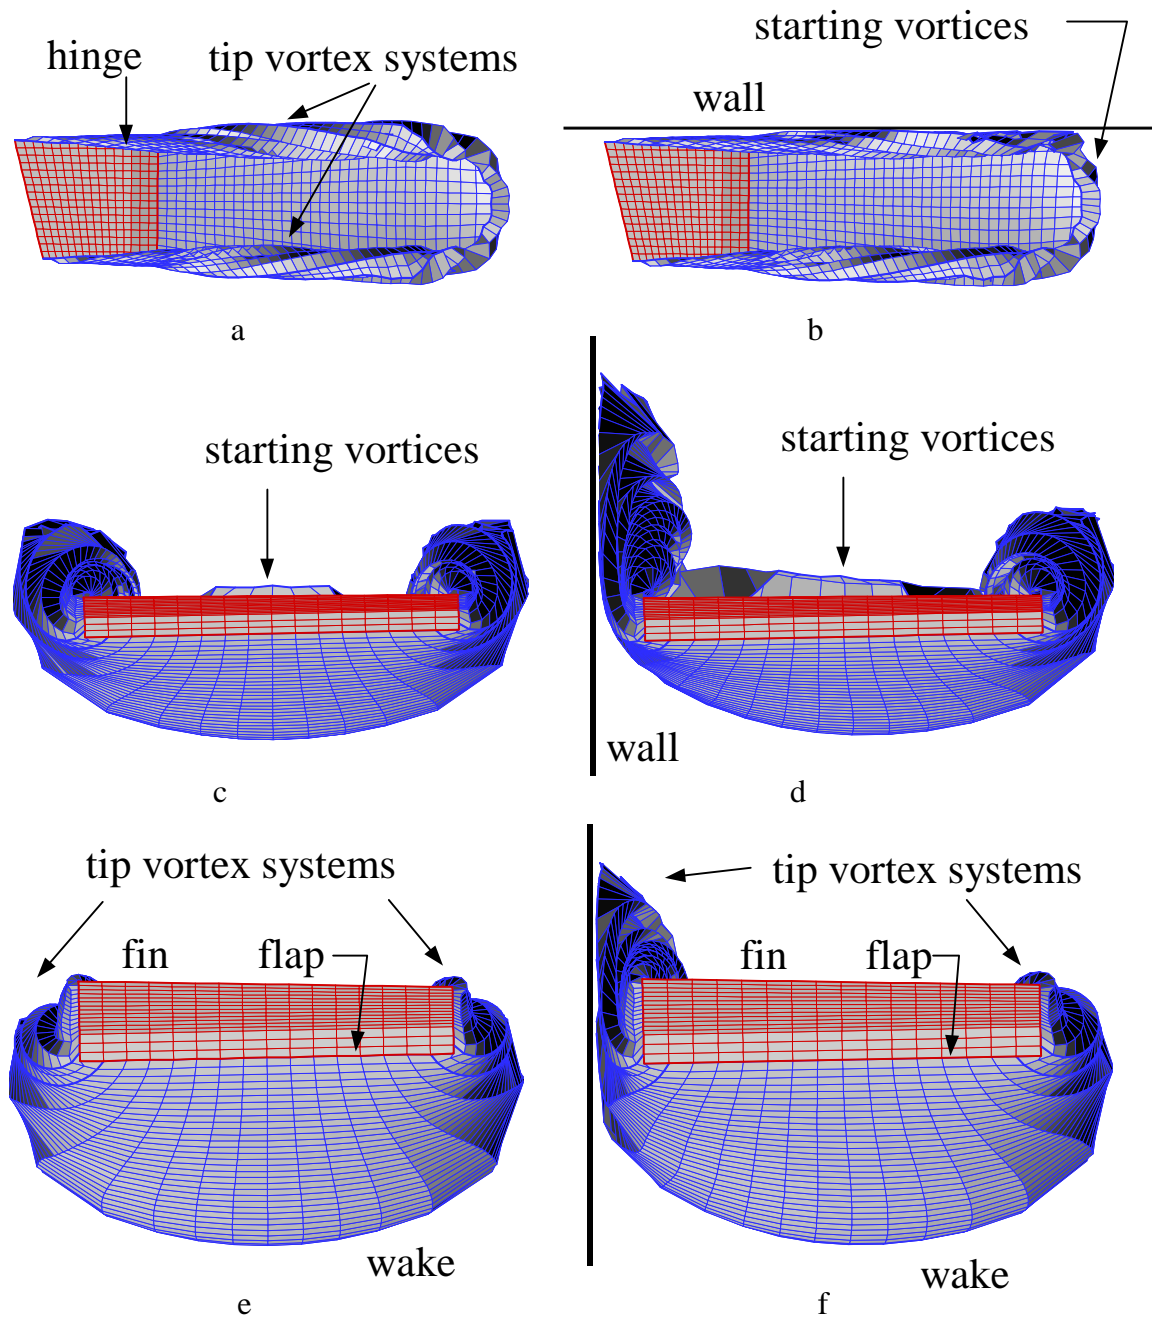 starting vortices
hinge
tip vortex systems
wall
a
b
starting vortices
starting vortices
wall
c
d
tip vortex systems
tip vortex systems
fin
flap
fin
flap
wake
wake
e
f